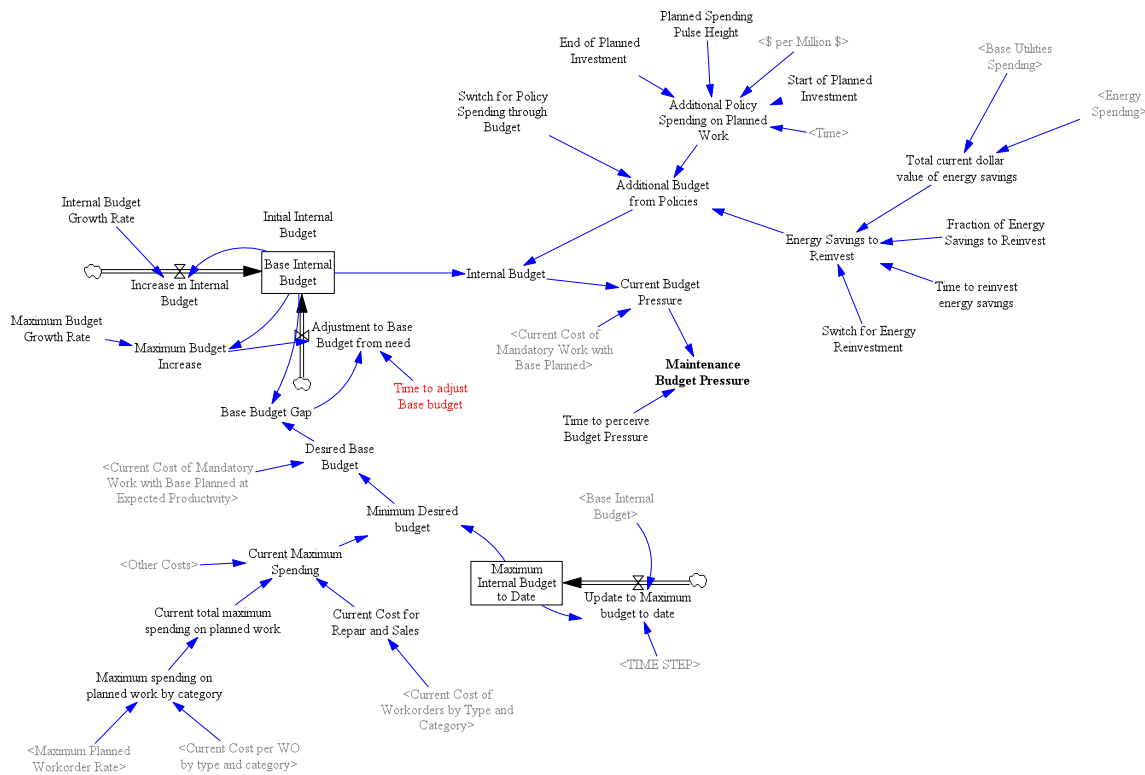 Planned Spending
Pulse Height
End of Planned
Investment
<$ per Million $>
<Base Utilities
Spending>
Start of Planned
Investment
Switch for Policy
Spending through
Budget
Additional Policy
Spending on Planned
Work
<Energy
Spending>
<Time>
Total current dollar
value of energy savings
Additional Budget
from Policies
Internal Budget
Growth Rate
Initial Internal
Budget
Fraction of Energy
Savings to Reinvest
Energy Savings to
Reinvest
Base Internal
Budget
Internal Budget
Increase in Internal
Budget
Current Budget
Pressure
Time to reinvest
energy savings
Maximum Budget
Growth Rate
Adjustment to Base
Budget from need
Switch for Energy
Reinvestment
<Current Cost of
Mandatory Work with
Base Planned>
Maximum Budget
Increase
Maintenance
Budget Pressure
Time to adjust
Base budget
Base Budget Gap
Time to perceive
Budget Pressure
Desired Base
Budget
<Current Cost of Mandatory
Work with Base Planned at
Expected Productivity>
Minimum Desired
budget
<Base Internal
Budget>
Current Maximum
Spending
<Other Costs>
Maximum
Internal Budget
to Date
Update to Maximum
budget to date
Current total maximum
spending on planned work
Current Cost for
Repair and Sales
<TIME STEP>
Maximum spending on
planned work by category
<Current Cost of
Workorders by Type and
Category>
<Maximum Planned
Workorder Rate>
<Current Cost per WO
by type and category>